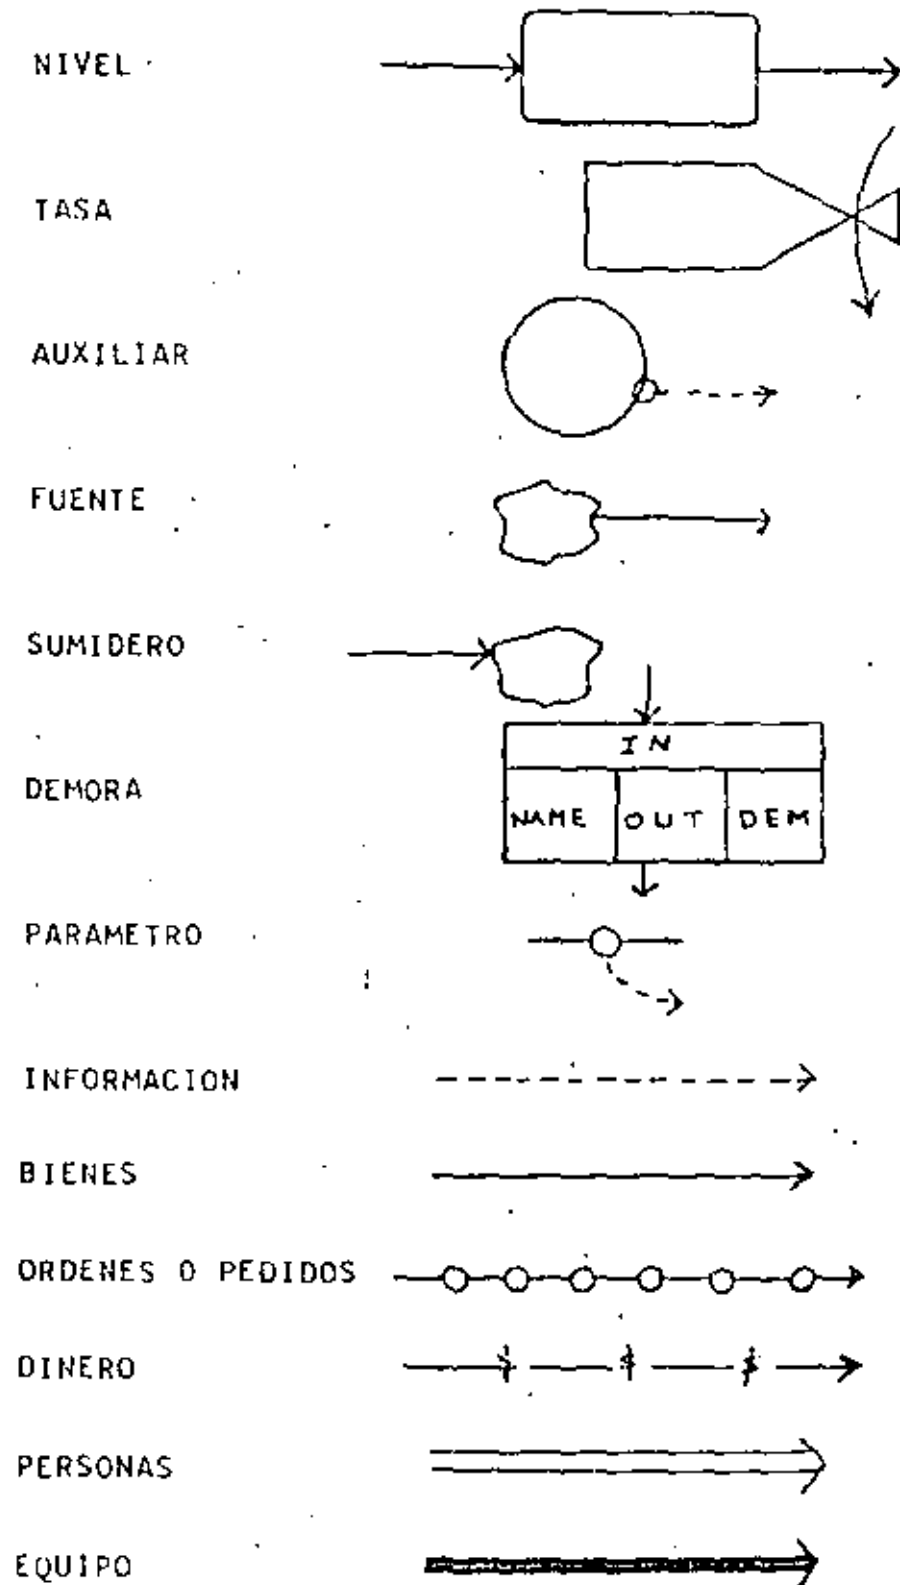 NIVEL
TASA
AUXILIAR
FUENTE
SUMIDERO
IN
DEMORA
NAME OUT DEM
PARAMETRO
INFORMACION
BIENES
ORDENES O PEDIDOS
DINERO $ $ $
PERSONAS
EQUIPO